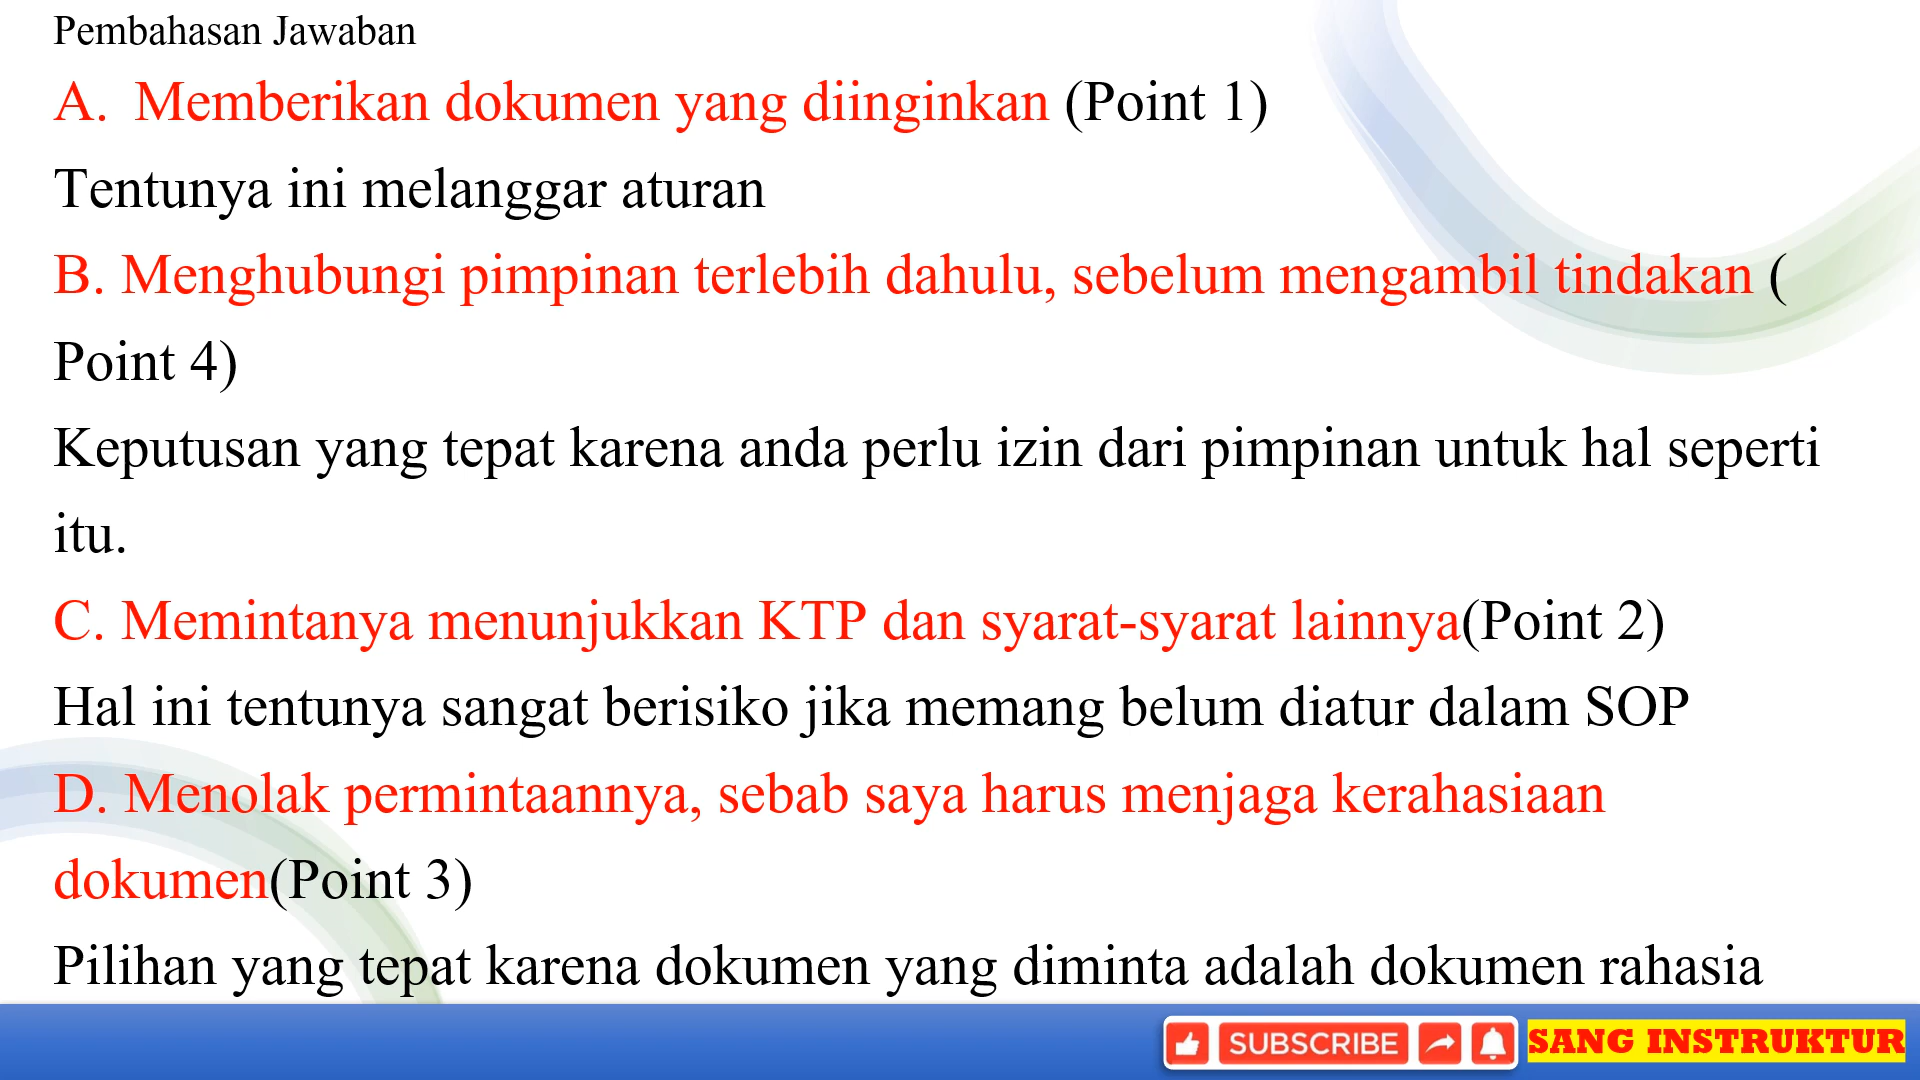 Pembahasan Jawaban
A. Memberikan dokumen yang diinginkan (Point 1)
Tentunya ini melanggar aturan
B. Menghubungi pimpinan terlebih dahulu, sebelum mengambil tindakan (
Point 4)
Keputusan yang tepat karena anda perlu izin dari pimpinan untuk hal seperti
itu.
C. Memintanya menunjukkan KTP dan syarat-syarat lainnya(Point 2)
Hal ini tentunya sangat berisiko jika memang belum diatur dalam SOP
D. Menolak permintaannya, sebab saya harus menjaga kerahasiaan
dokumen(Point 3)
Pilihan yang tepat karena dokumen yang diminta adalah dokumen rahasia
SUBSCRIBE SANG INSTRUKTUR